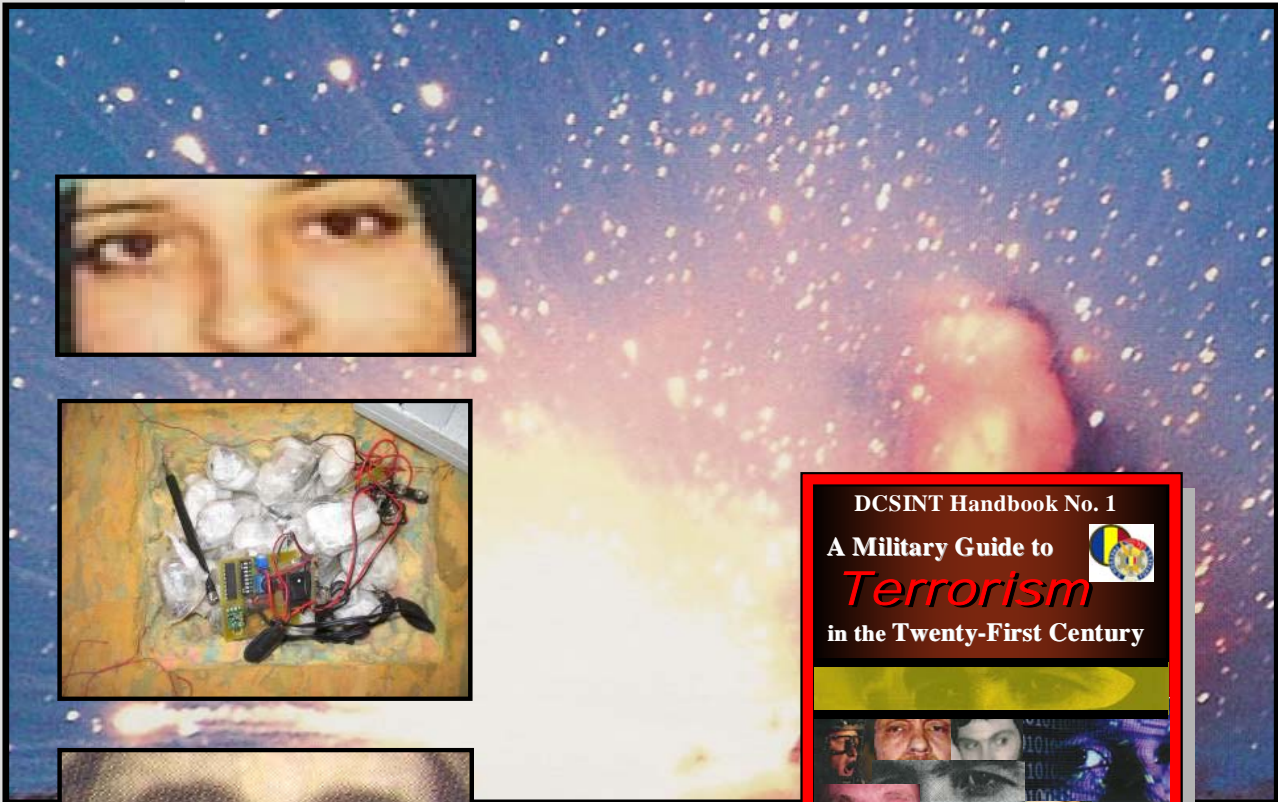 DCSINT Handbook No. 1
A Military Guide to
Terrorism
in the Twenty-First Century